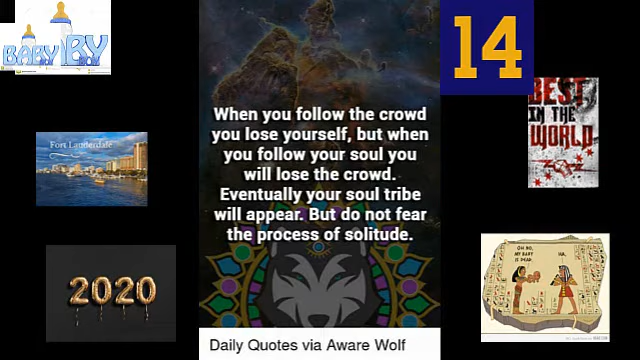 BABY BY
14
When you follow the crowd
you lose yourself, but when
you follow your soul you
will lose the crowd.
Eventually your soul tribe
will appear. But do not fear
the process of solitude.
Daily Quotes via Aware Wolf
Fort Lauderdale
2020
BEST
IN THE
WORLD
OH NO,
MY BABY
IS DEAD.
HA.